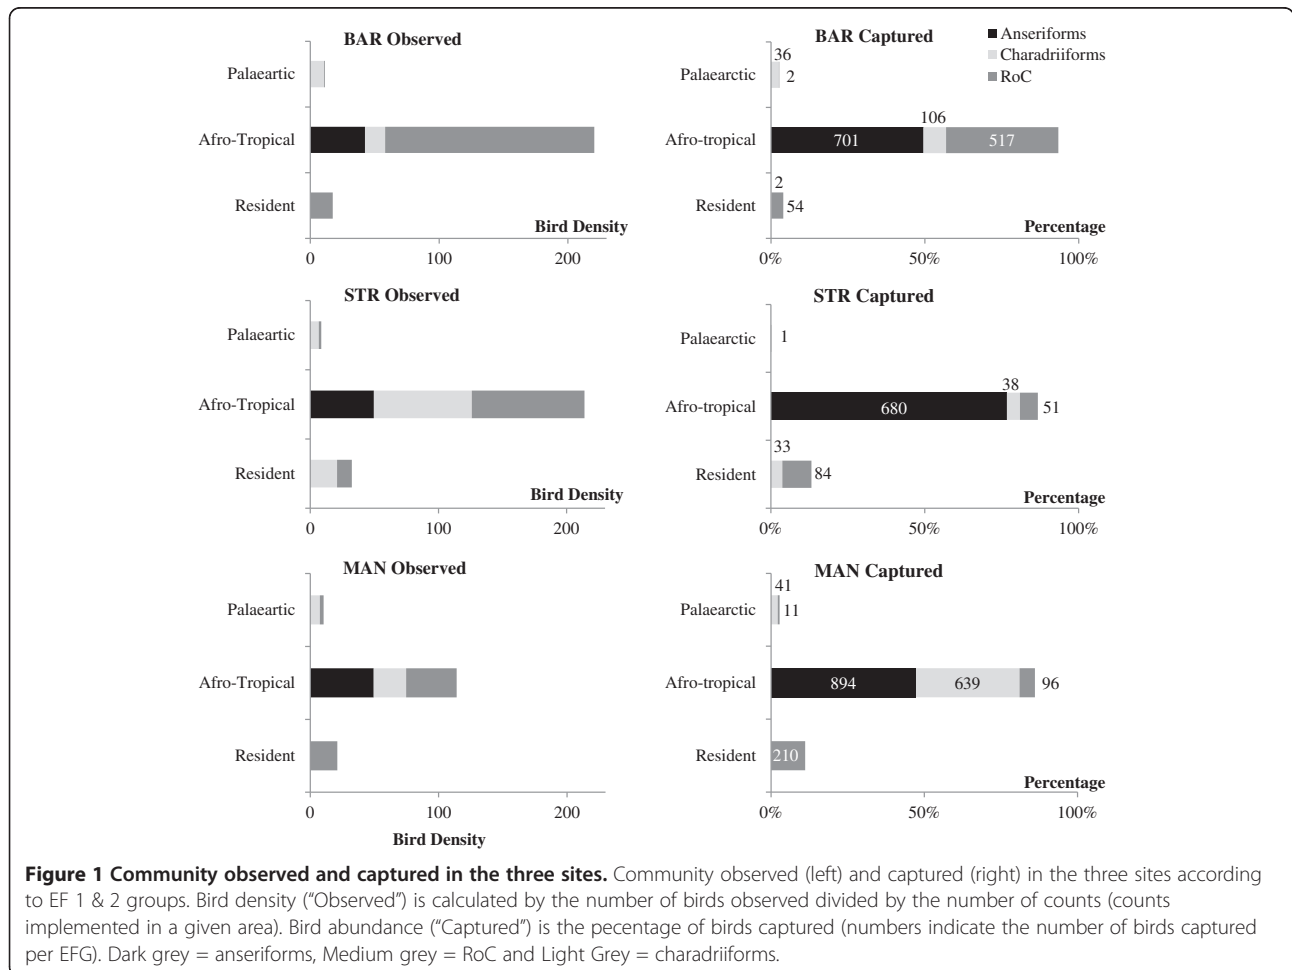 BAR Observed
Palaeartic
Afro-Tropical
Resident
Bird Density
0 100 200
BAR Captured
Anseriforms
Charadriiforms
RoC
36
Palaearctic 2
106
Afro-tropical 701 517
2
Resident 54
Percentage
0% 50% 100%
STR Observed
Palaeartic
Afro-Tropical
Resident
Bird Density
0 100 200
STR Captured
Palaearctic 1
38
Afro-tropical 680 51
33
Resident 84
Percentage
0% 50% 100%
MAN Observed
Palaeartic
Afro-Tropical
Resident
0 100 200
Bird Density
MAN Captured
41
Palaearctic 11
Afro-tropical 894 639 96
Resident 210
Percentage
0% 50% 100%
Figure 1 Community observed and captured in the three sites. Community observed (left) and captured (right) in the three sites according
to EF 1 & 2 groups. Bird density (“Observed”) is calculated by the number of birds observed divided by the number of counts (counts
implemented in a given area). Bird abundance (“Captured”) is the pecentage of birds captured (numbers indicate the number of birds captured
per EFG). Dark grey = anseriforms, Medium grey = RoC and Light Grey = charadriiforms.